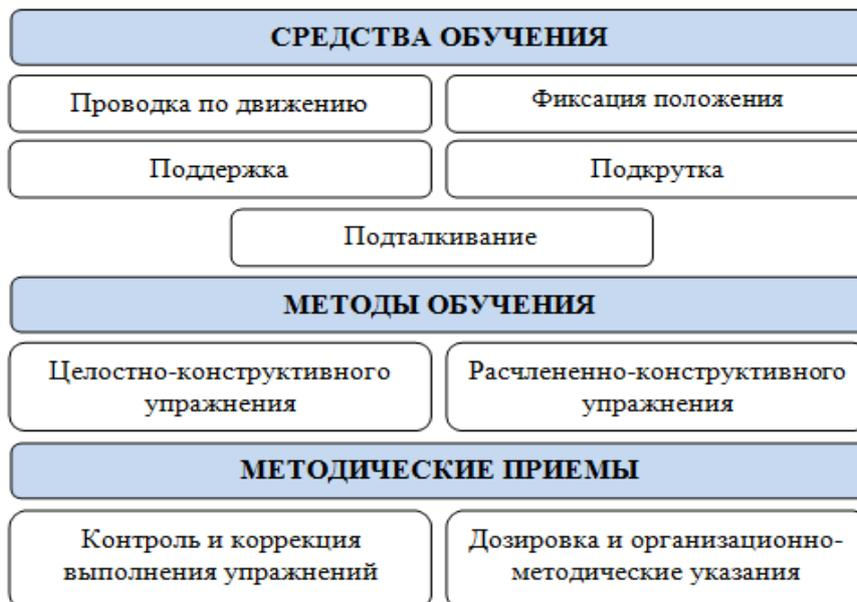 СРЕДСТВА ОБУЧЕНИЯ
Проводка по движению
Фиксация положения
Поддержка
Подкрутка
Подталкивание
МЕТОДЫ ОБУЧЕНИЯ
Целостно-конструктивного
упражнения
Расчлененно-конструктивного
упражнения
МЕТОДИЧЕСКИЕ ПРИЕМЫ
Контроль и коррекция
выполнения упражнений
Дозировка и организационно-
методические указания